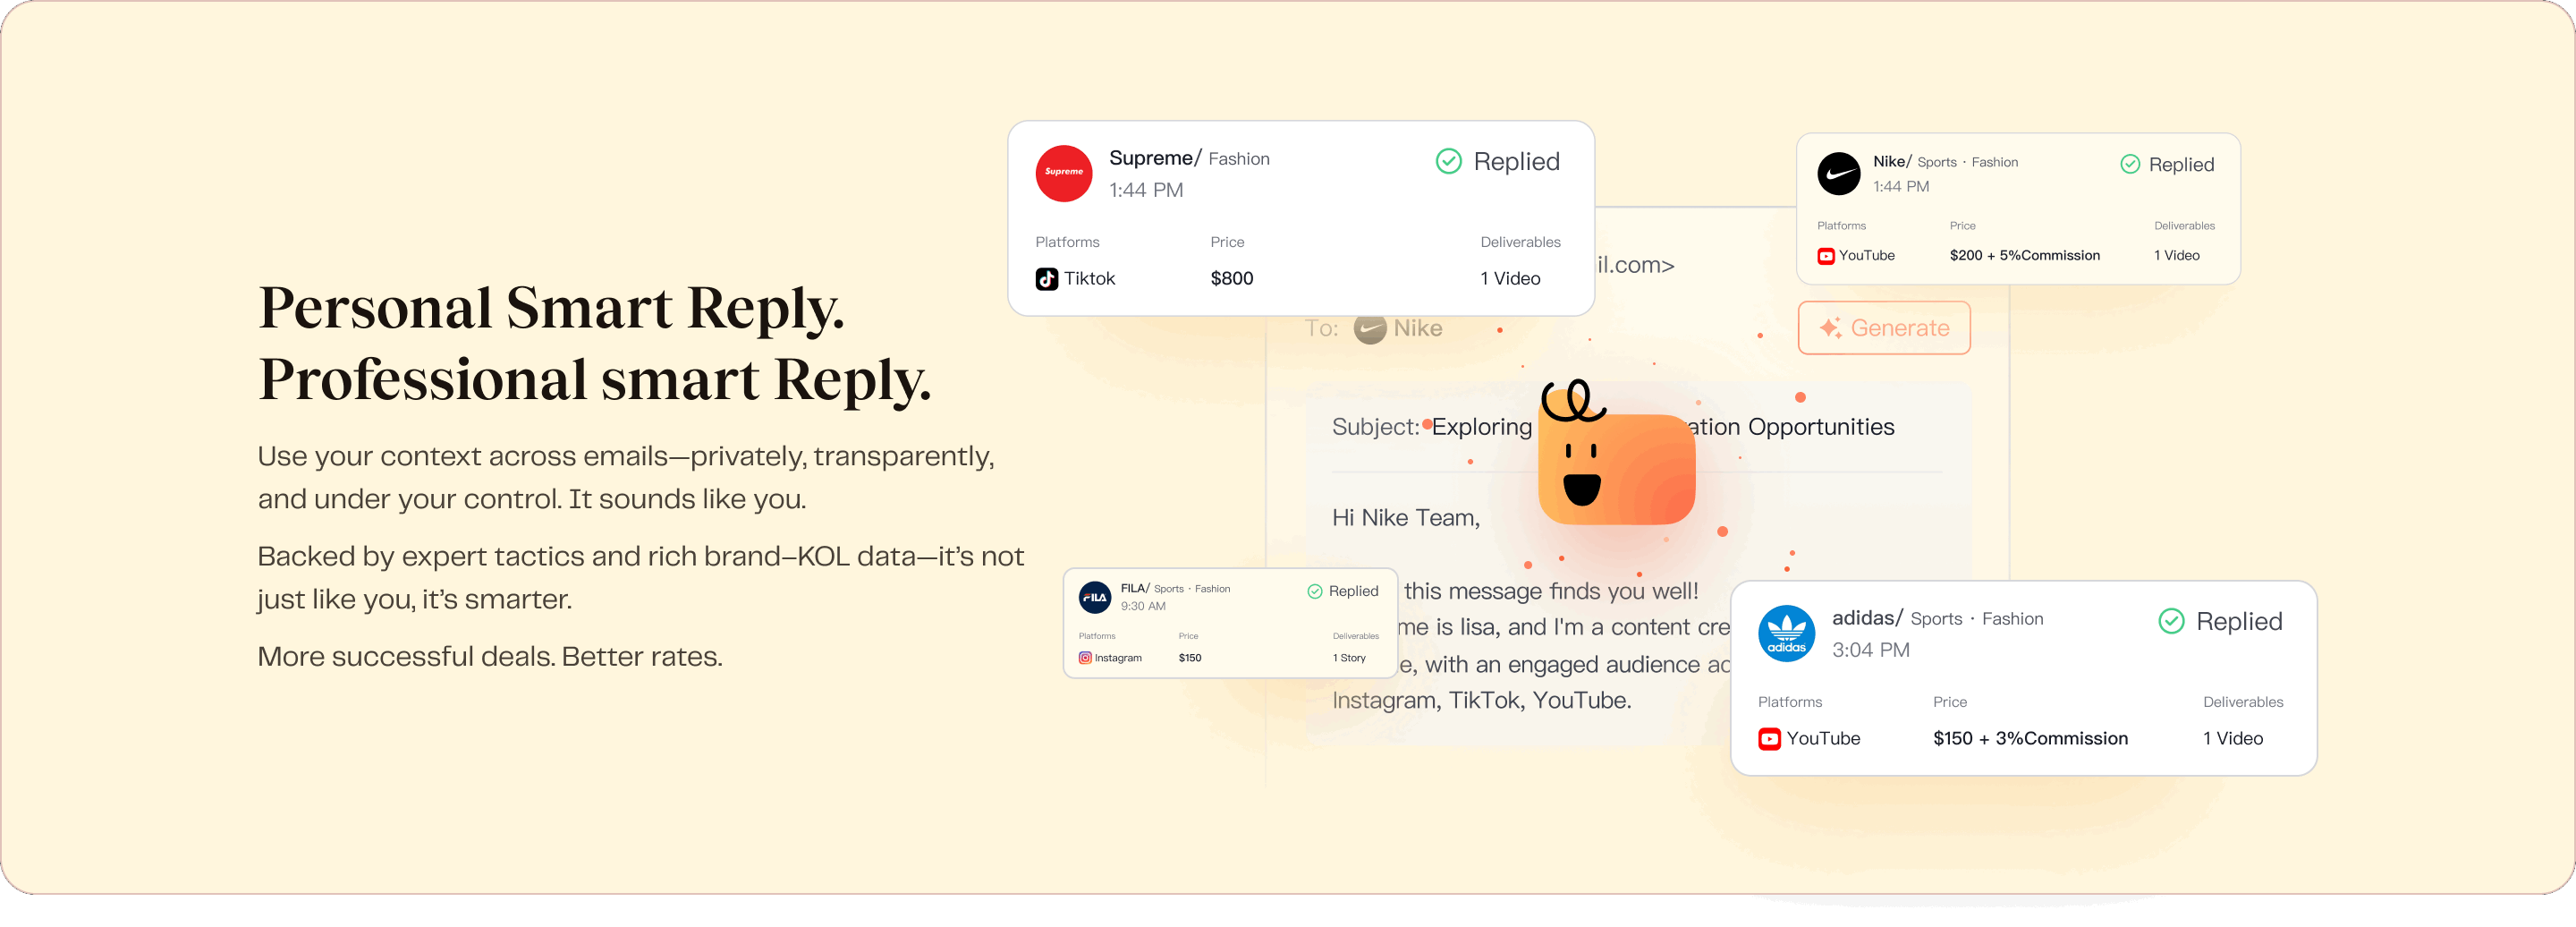 Personal Smart Reply.
Professional smart Reply.
Use your context across emails—privately, transparently,
and under your control. It sounds like you.
Backed by expert tactics and rich brand–KOL data—it's not
just like you, it's smarter.
More successful deals. Better rates.
Supreme
Supreme/ Fashion
1:44 PM
Replied
Platforms Price Deliverables
Tiktok $800 1 Video
Nike/ Sports · Fashion
1:44 PM
Replied
Platforms Price Deliverables
YouTube $200 + 5%Commission 1 Video
il.com>
To: Nike
Generate
Subject: Exploring ation Opportunities
Hi Nike Team,
this message finds you well!
me is lisa, and I'm a content cre
e, with an engaged audience ac
Instagram, TikTok, YouTube.
FILA
FILA/ Sports · Fashion
9:30 AM
Replied
Platforms Price Deliverables
Instagram $150 1 Story
adidas
adidas/ Sports · Fashion
3:04 PM
Replied
Platforms Price Deliverables
YouTube $150 + 3%Commission 1 Video